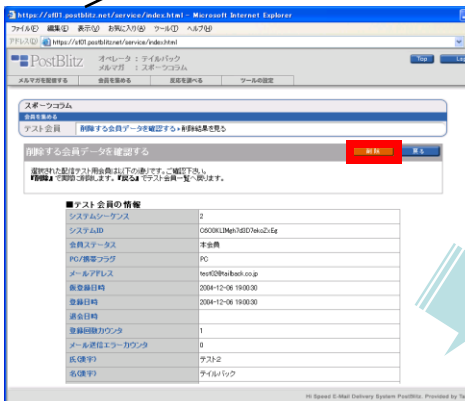 https://sf01.postblitz.net/service/index.html - Microsoft Internet Explorer
ファイル(F) 編集(E) 表示(V) お気に入り(A) ツール(T) ヘルプ(H)
アドレス(D) https://sf01.postblitz.net/service/index.html
PostBlitz オペレータ : テイルバック
メルマガ : スポーツコラム
Top
メルマガを配信する 会員を集める 反応を調べる ツールの設定
スポーツコラム
会員を集める
テスト会員 削除する会員データを確認する▸削除結果を見る
削除する会員データを確認する 削除 戻る
選択された配信テスト用会員は以下の通りです。ご確認下さい。
『削除』で実際に削除します。『戻る』でテスト会員一覧へ戻ります。
■テスト会員の情報
システムシーケンス 2
システムID
会員ステータス 本会員
PC/携帯フラグ PC
メールアドレス test02@tailback.co.jp
仮登録日時 2004-12-06 19:00:30
登録日時 2004-12-06 19:00:30
退会日時
登録回数カウンタ 1
メール送信エラーカウンタ 0
氏(漢字) テスト2
名(漢字) テイルバック
Hi Speed E-Mail Delivery System PostBlitz. Provided by